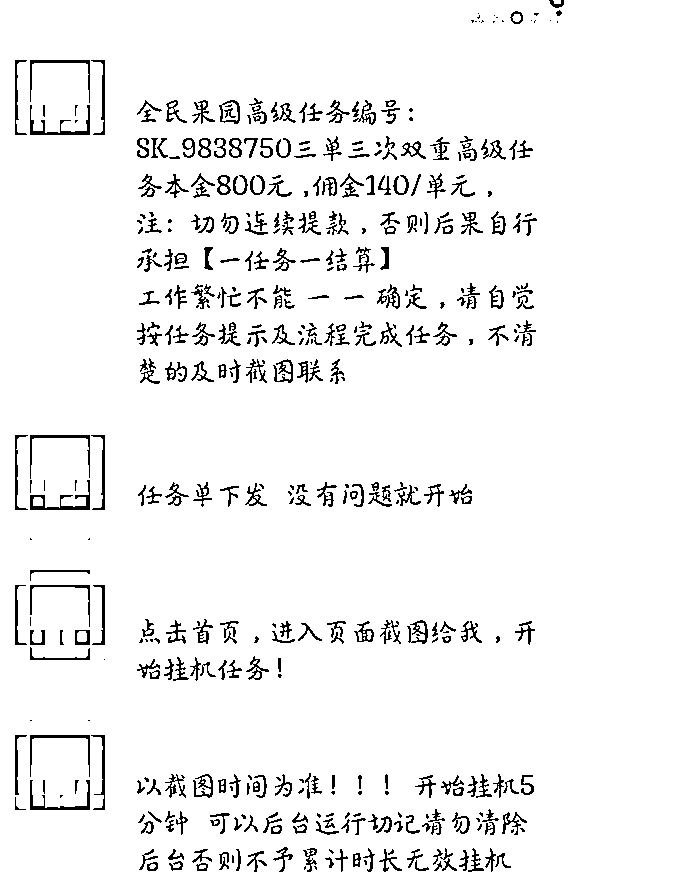 全民果园高级任务编号：
SK_9838750三单三次双重高级任
务本金800元 ,佣金140/单元 ，
注：切勿连续提款，否则后果自行
承担【一任务一结算】
工作繁忙不能 一 一 确定，请自觉
按任务提示及流程完成任务，不清
楚的及时截图联系
任务单下发 没有问题就开始
点击首页，进入页面截图给我，开
始挂机任务！
以截图时间为准！！！ 开始挂机5
分钟 可以后台运行切记请勿清除
后台否则不予累计时长无效挂机